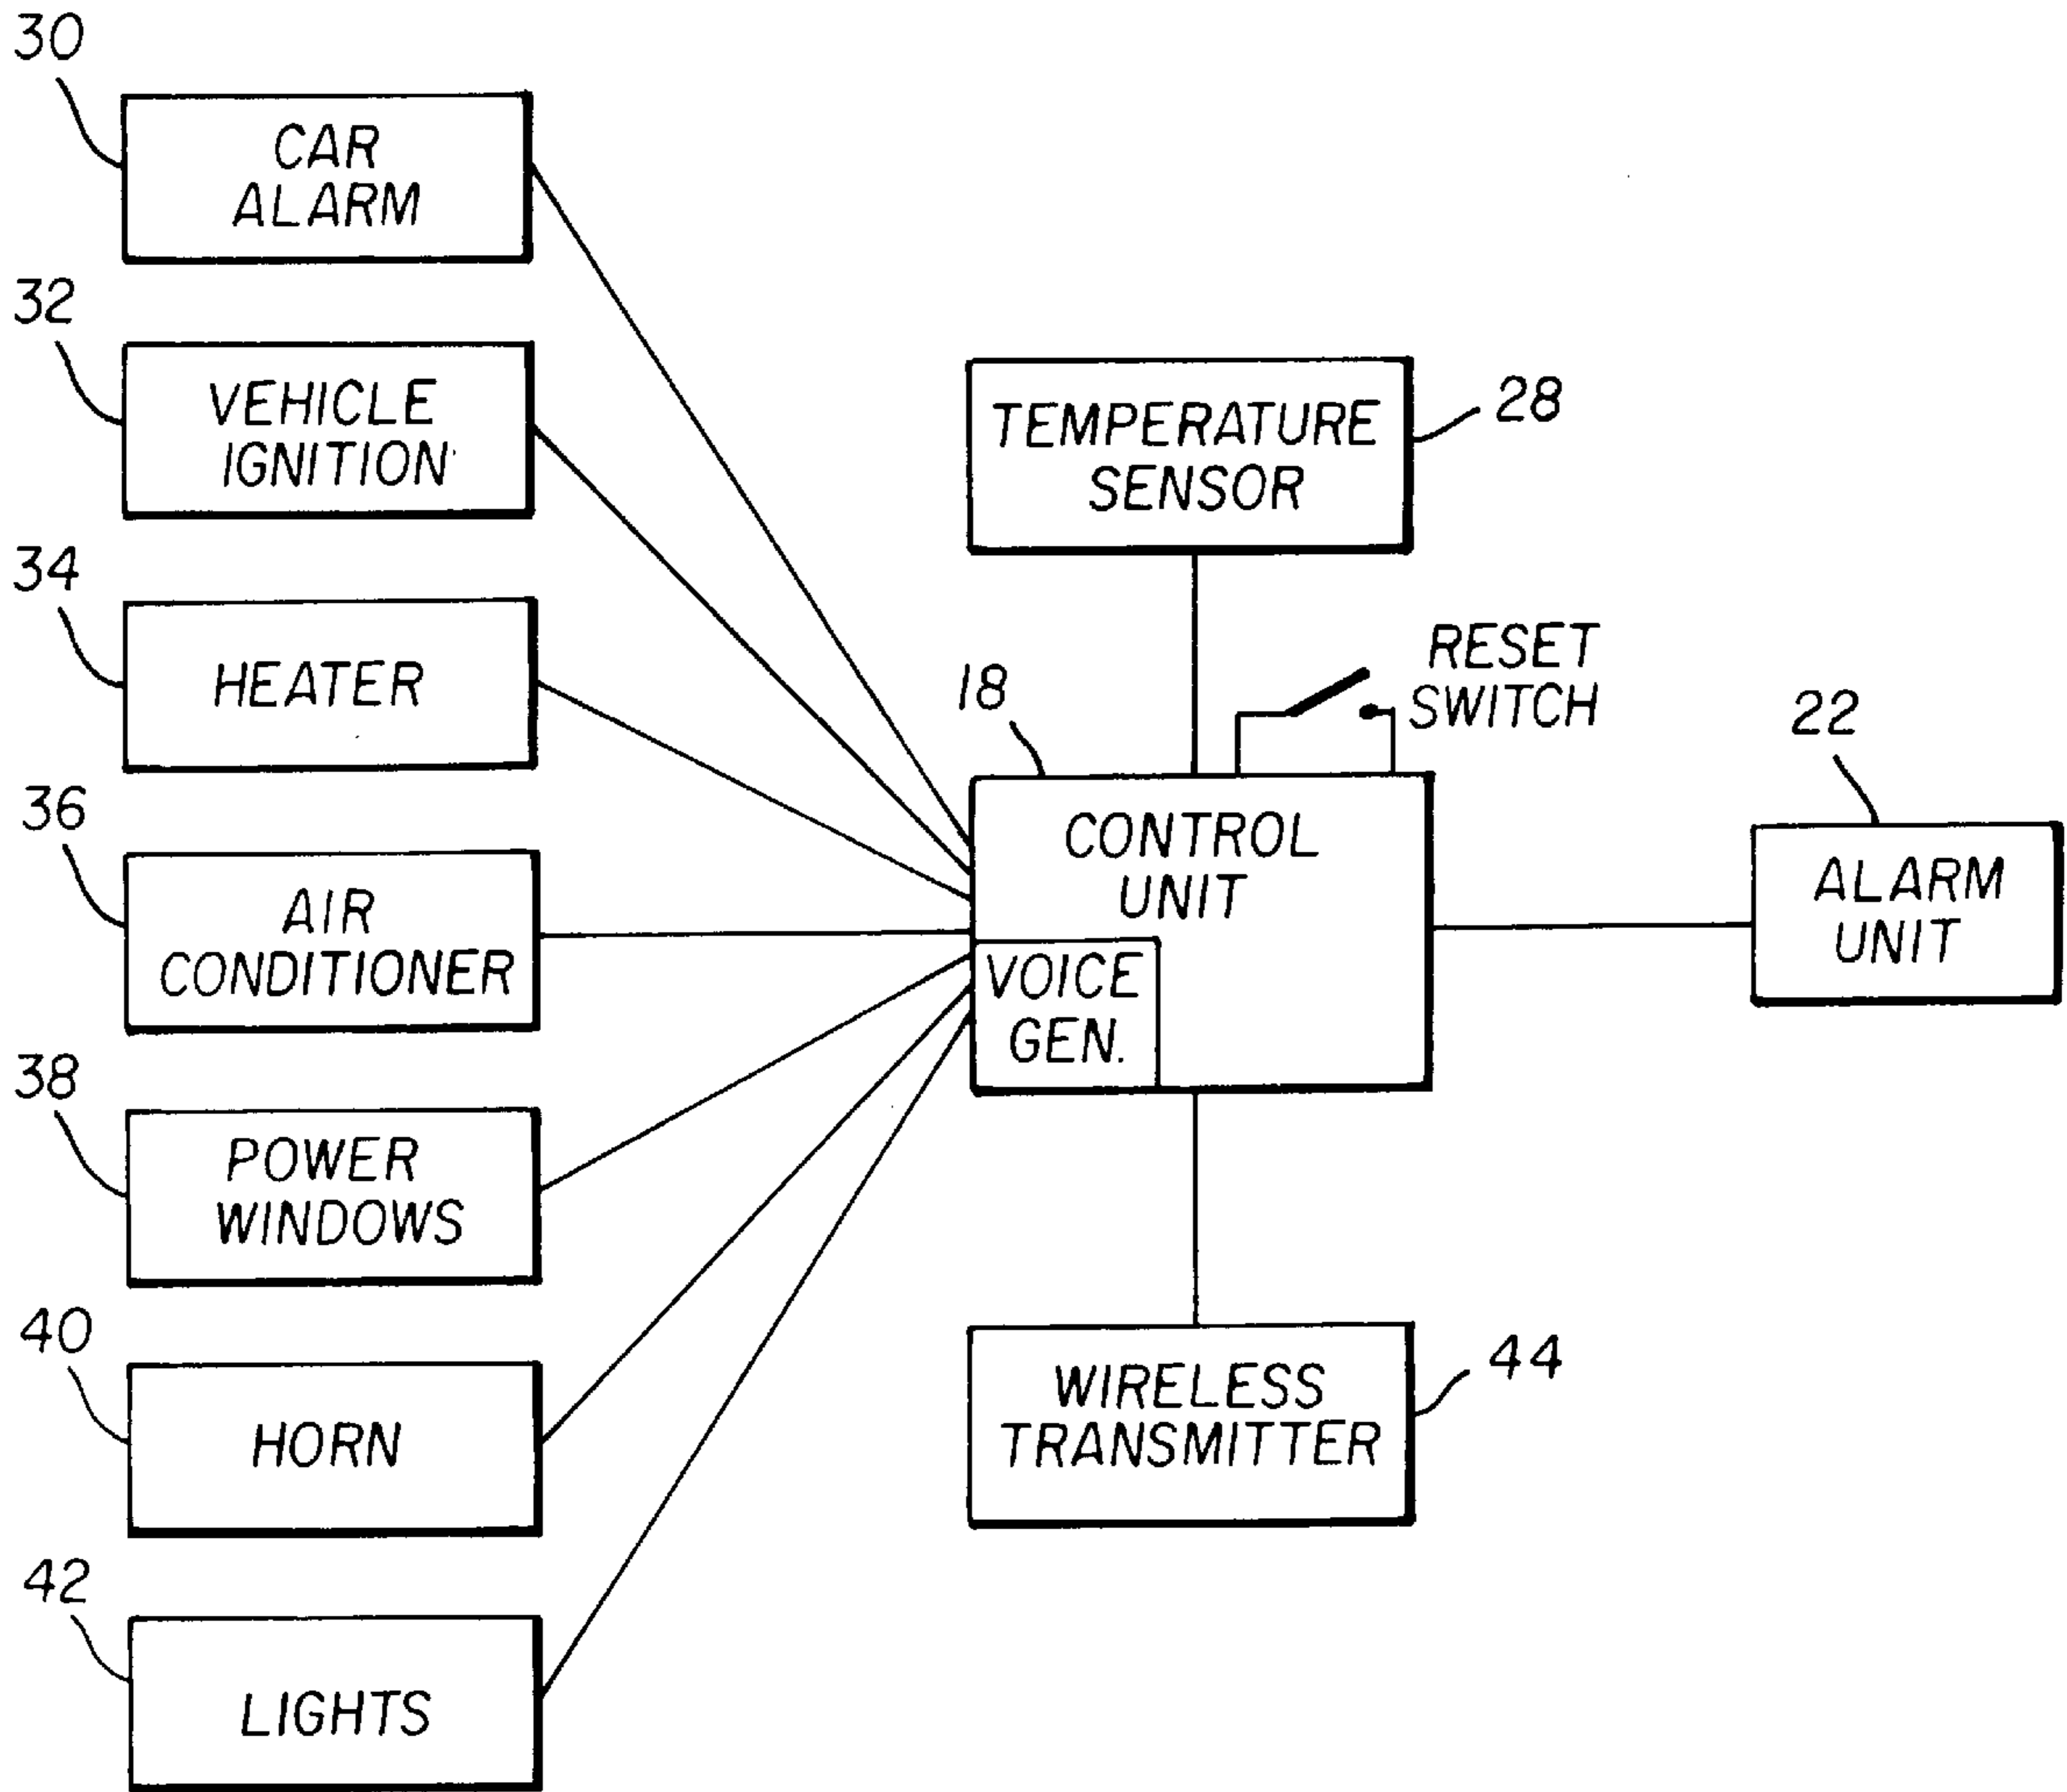 30
CAR
ALARM
32
VEHICLE
IGNITION
34
HEATER
36
AIR
CONDITIONER
38
POWER
WINDOWS
40
HORN
42
LIGHTS
TEMPERATURE
SENSOR
28
RESET
SWITCH
18
CONTROL
UNIT
VOICE
GEN.
22
ALARM
UNIT
WIRELESS
TRANSMITTER
44